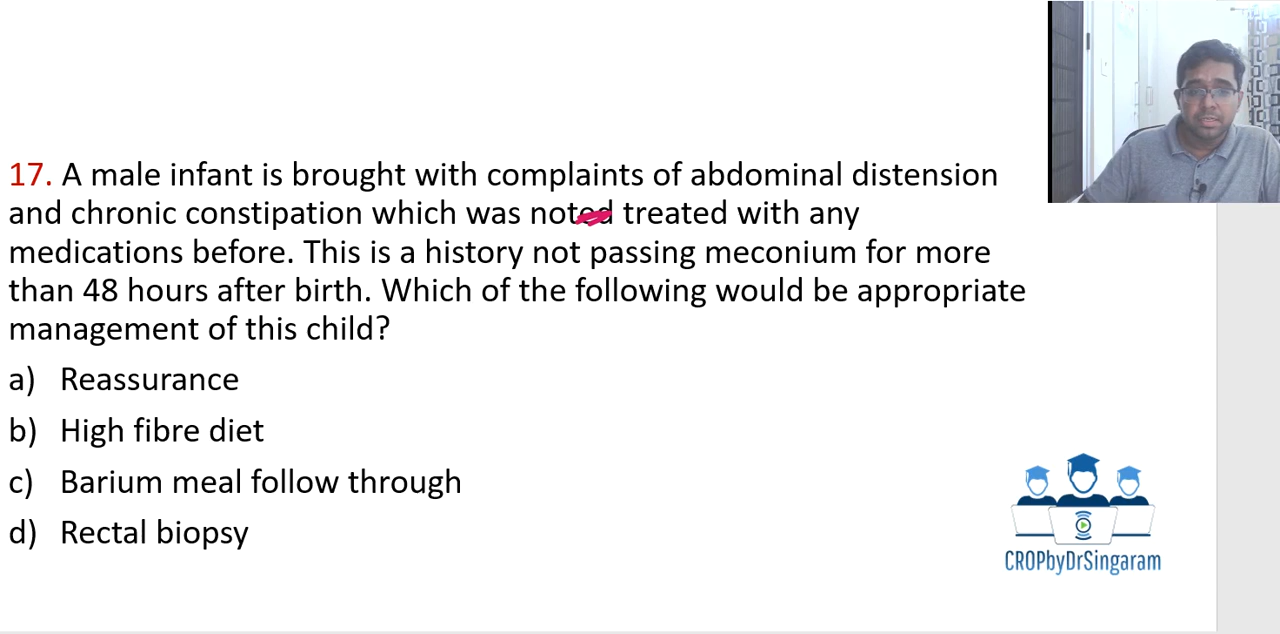 17. A male infant is brought with complaints of abdominal distension
and chronic constipation which was noted treated with any
medications before. This is a history not passing meconium for more
than 48 hours after birth. Which of the following would be appropriate
management of this child?
a) Reassurance
b) High fibre diet
c) Barium meal follow through
d) Rectal biopsy
CROPbyDrSingaram